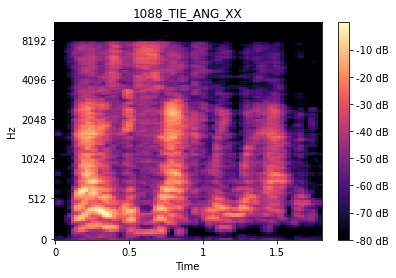 1088_TIE_ANG_XX
8192
4096
2048
1024
512
0
Hz
0
0.5
1
1.5
Time
-10 dB
-20 dB
-30 dB
-40 dB
-50 dB
-60 dB
-70 dB
-80 dB